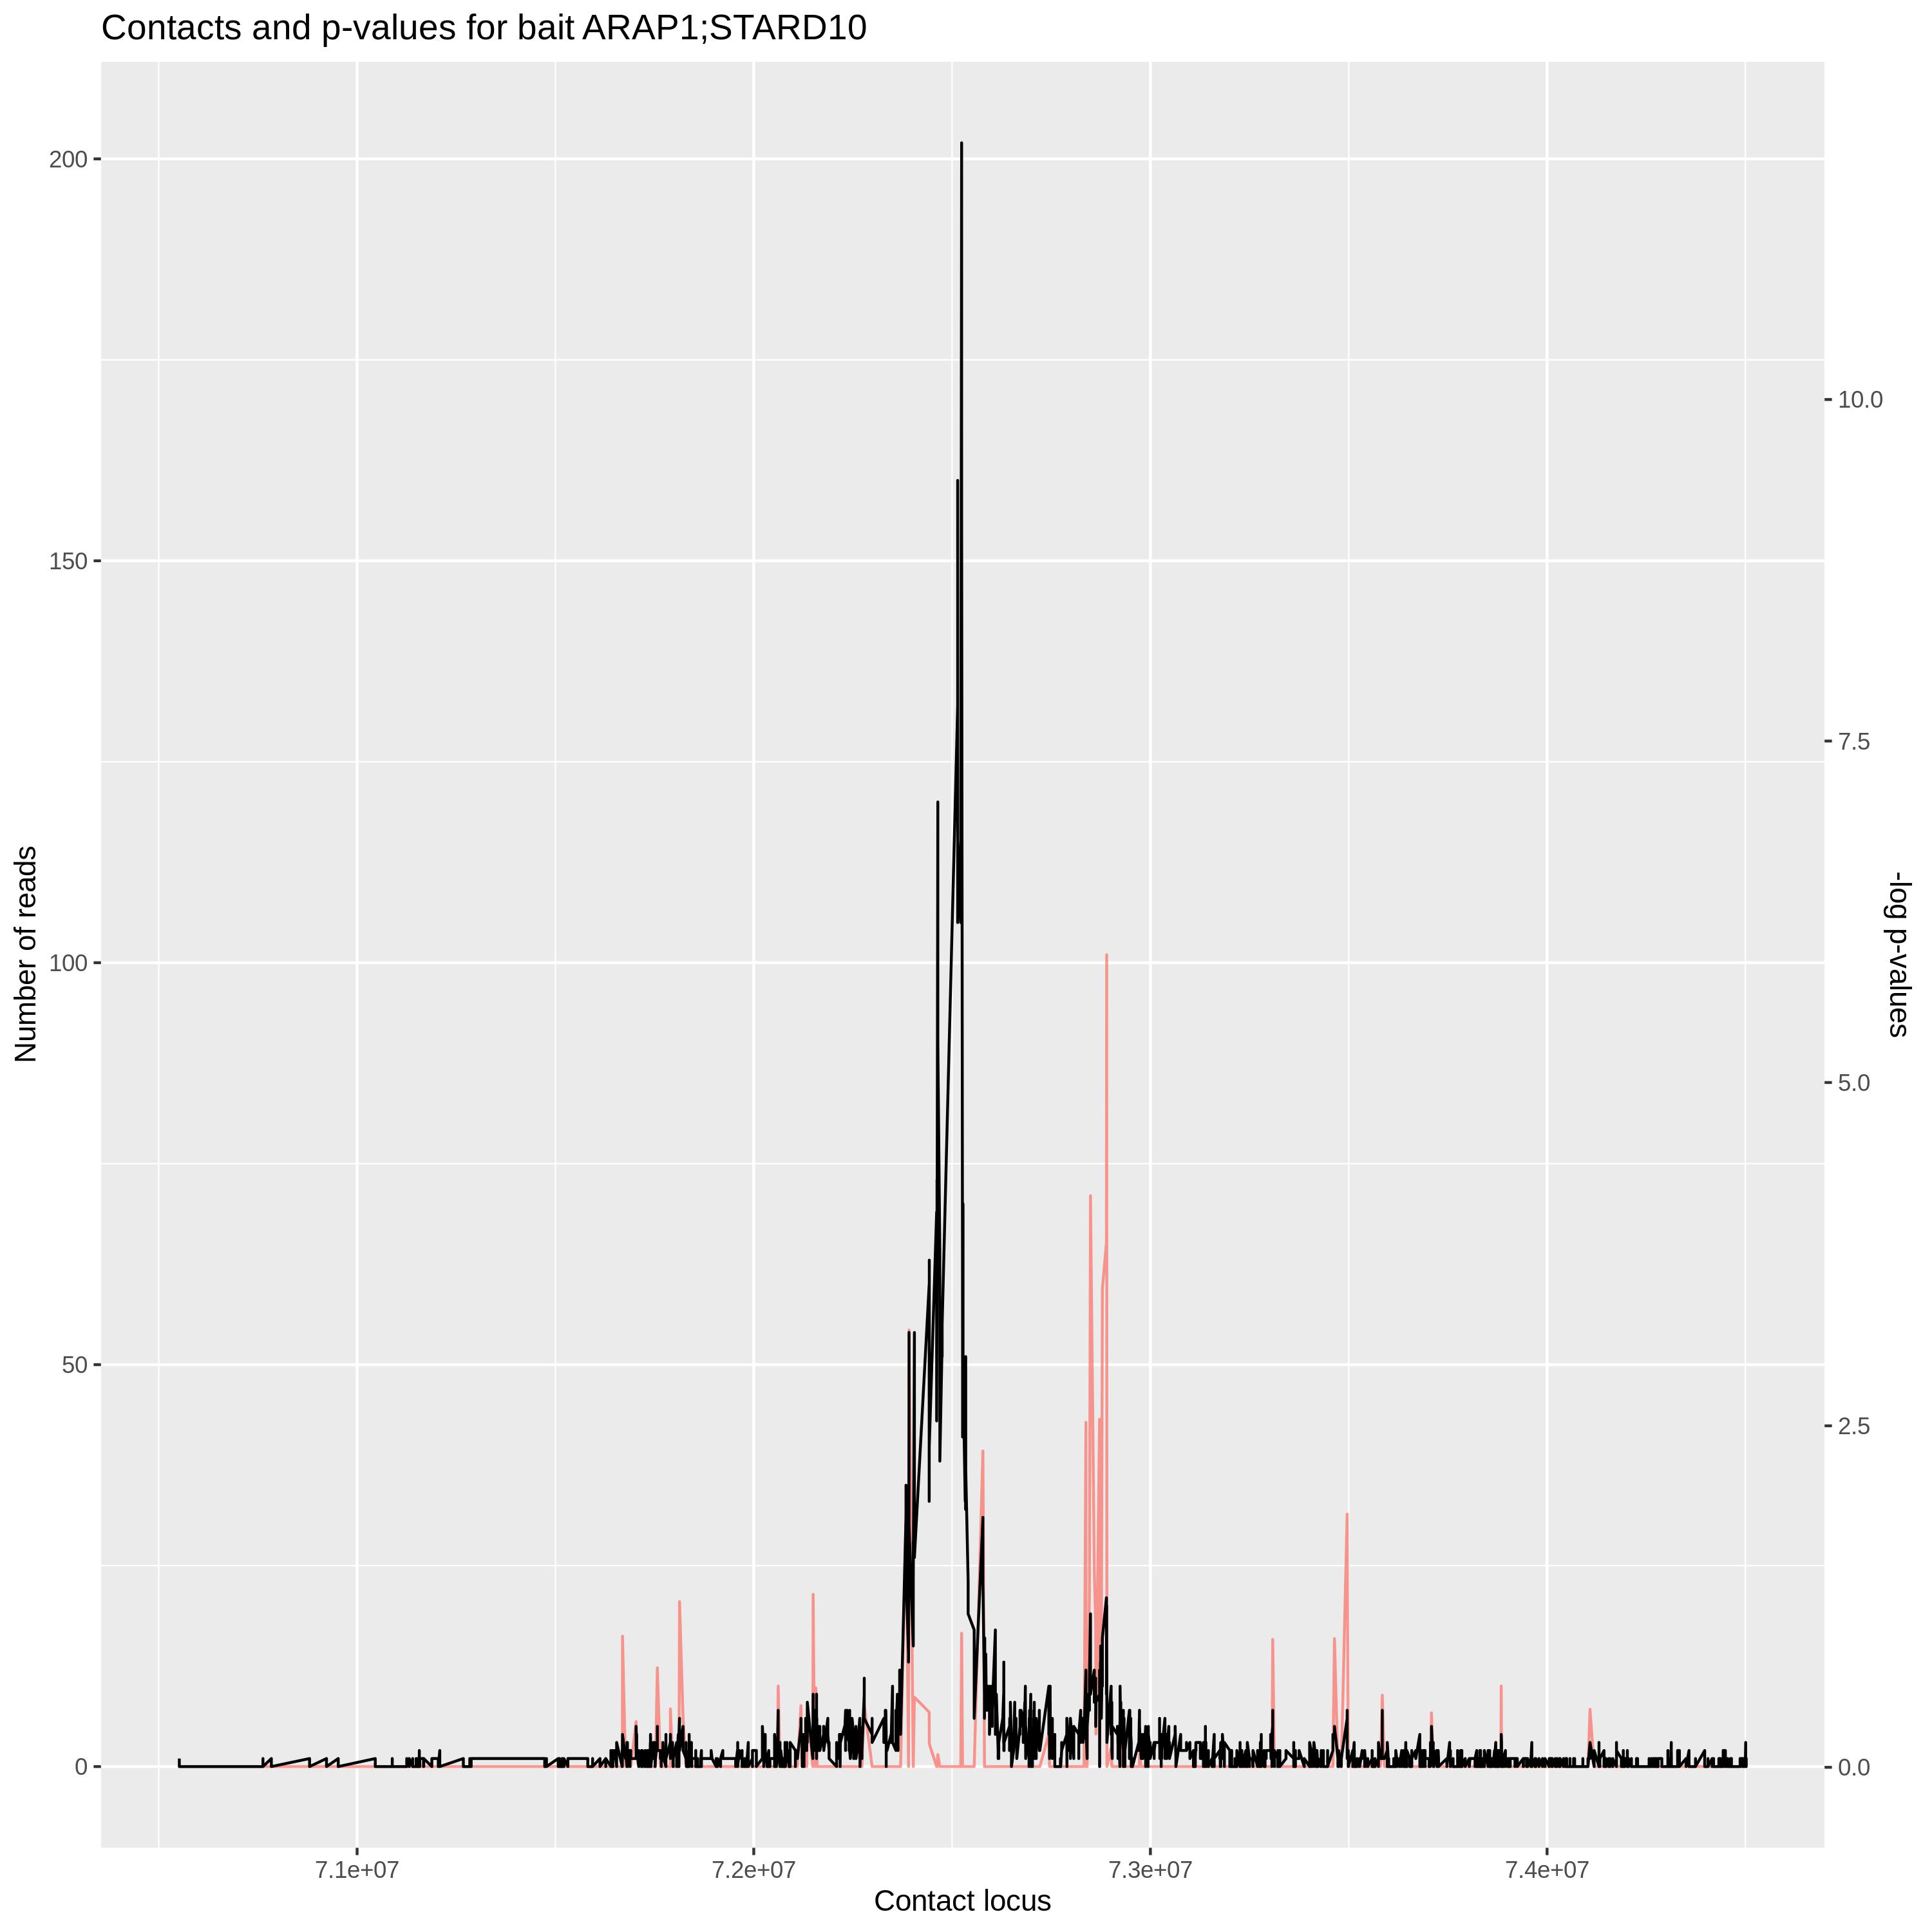 Contacts and p-values for bait ARAP1;STARD10
200
150
100
50
0
Number of reads
10.0
7.5
5.0
2.5
0.0
-log p-values
7.1e+07
7.2e+07
7.3e+07
7.4e+07
Contact locus